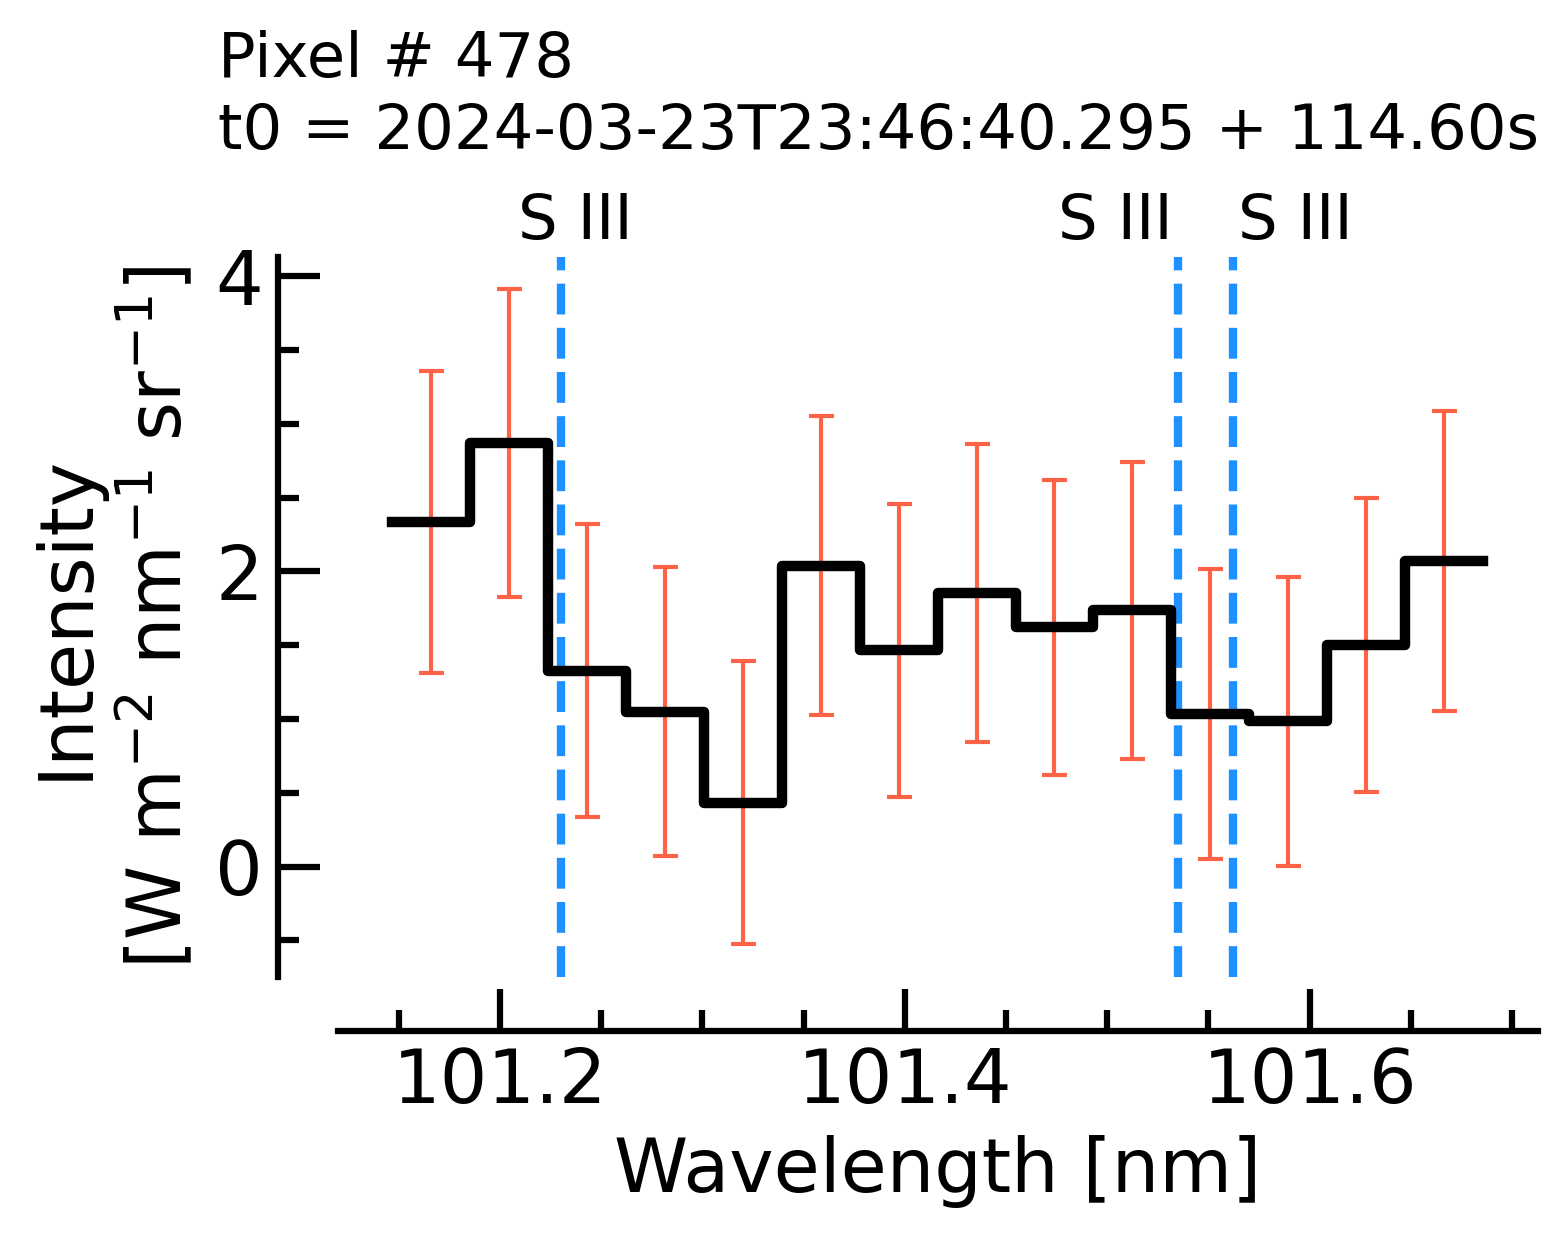 Pixel # 478
t0 = 2024-03-23T23:46:40.295 + 114.60s
S III S III S III
4
2
0
Intensity
[W m⁻² nm⁻¹ sr⁻¹]
101.2 101.4 101.6
Wavelength [nm]